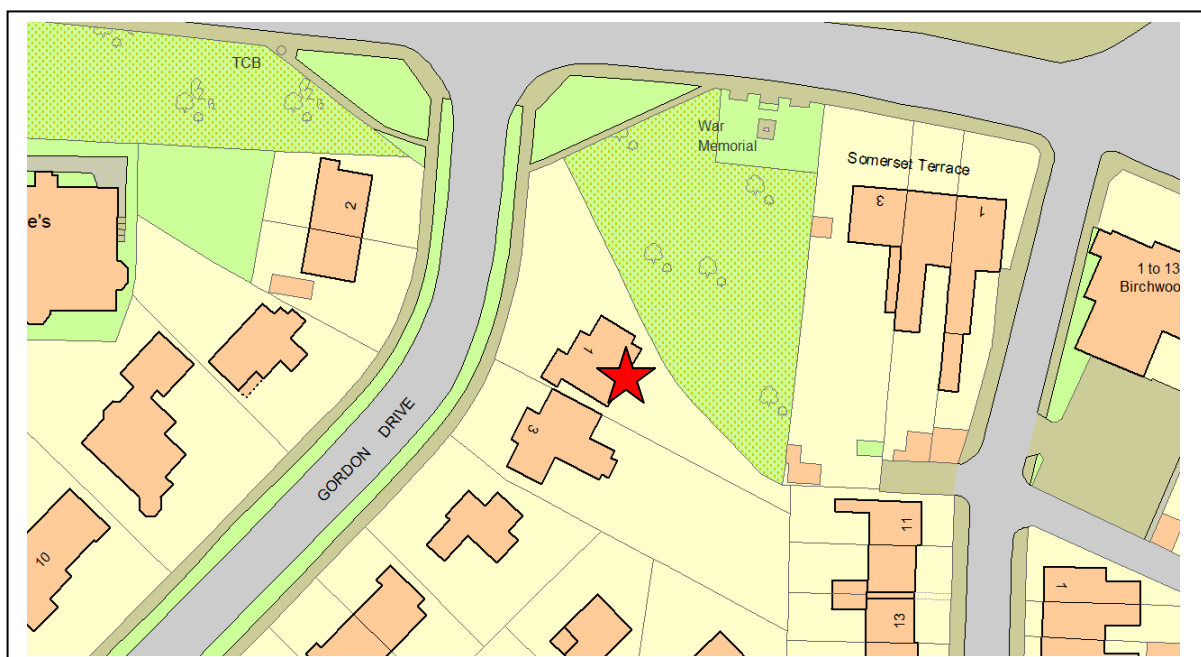 TCB
War
Memorial
Somerset Terrace
3
1
2
e's
1 to 13
Birchwoo
1
3
GORDON DRIVE
10
11
13
1